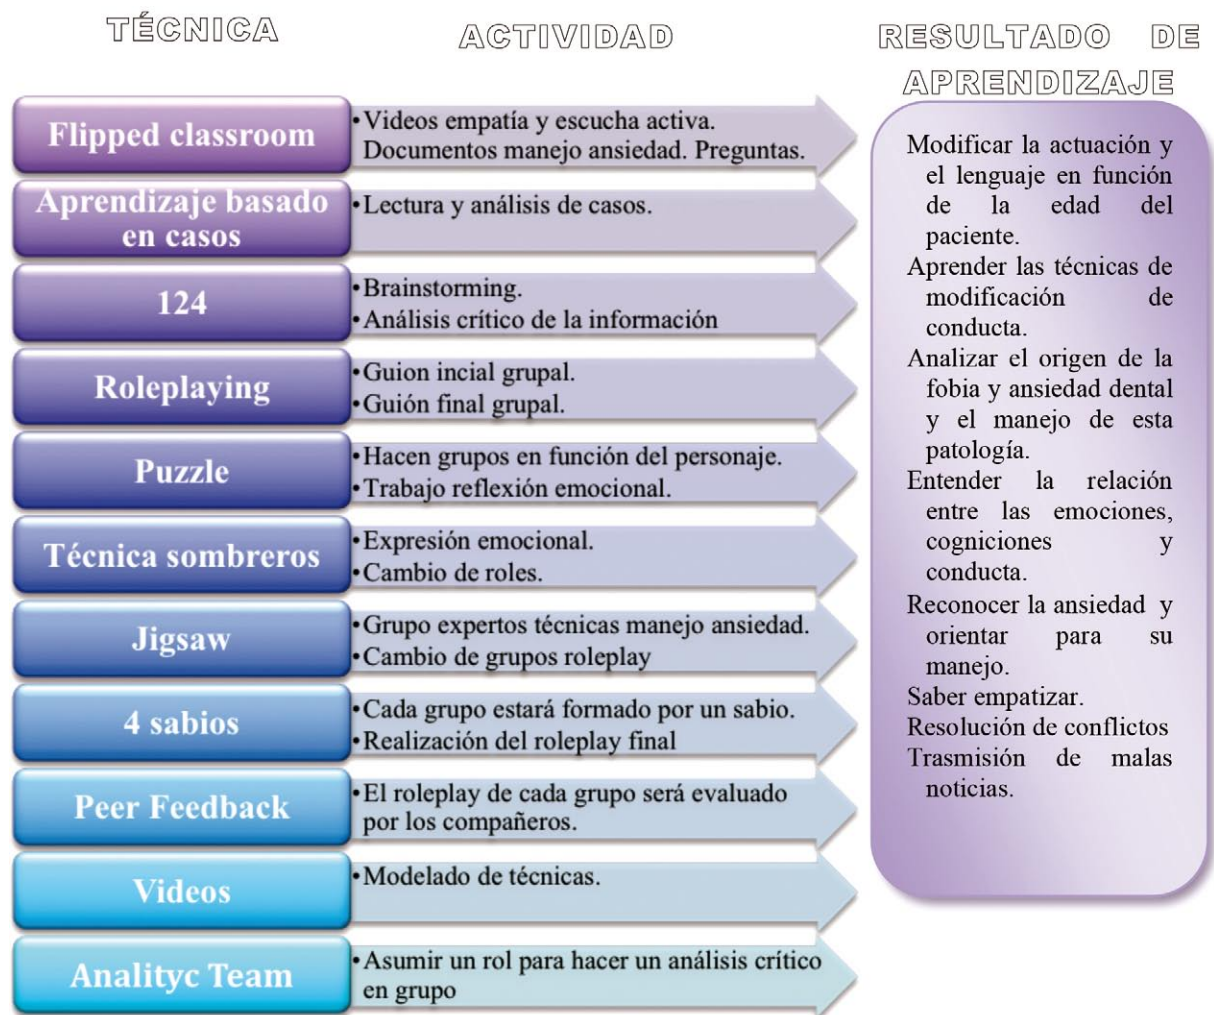 TÉCNICA
ACTIVIDAD
RESULTADO DE
APRENDIZAJE
Flipped classroom
•Videos empatía y escucha activa.
Documentos manejo ansiedad. Preguntas.
Aprendizaje basado
en casos
•Lectura y análisis de casos.
124
•Brainstorming.
•Análisis crítico de la información
Roleplaying
•Guion incial grupal.
•Guión final grupal.
Puzzle
•Hacen grupos en función del personaje.
•Trabajo reflexión emocional.
Técnica sombreros
•Expresión emocional.
•Cambio de roles.
Jigsaw
•Grupo expertos técnicas manejo ansiedad.
•Cambio de grupos roleplay
4 sabios
•Cada grupo estará formado por un sabio.
•Realización del roleplay final
Peer Feedback
•El roleplay de cada grupo será evaluado
por los compañeros.
Videos
•Modelado de técnicas.
Analityc Team
•Asumir un rol para hacer un análisis crítico
en grupo
Modificar la actuación y
el lenguaje en función
de la edad del
paciente.
Aprender las técnicas de
modificación de
conducta.
Analizar el origen de la
fobia y ansiedad dental
y el manejo de esta
patología.
Entender la relación
entre las emociones,
cogniciones y
conducta.
Reconocer la ansiedad y
orientar para su
manejo.
Saber empatizar.
Resolución de conflictos
Trasmisión de malas
noticias.